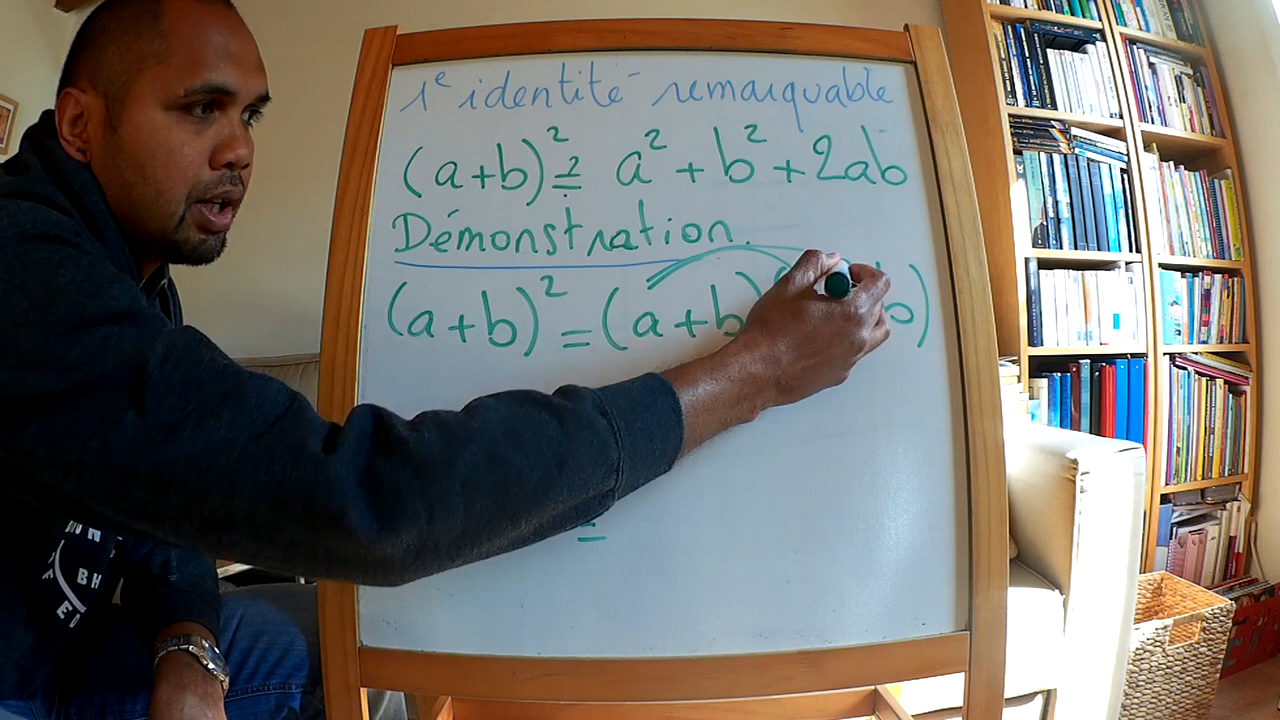 1e identité remarquable
(a+b)² ≟ a² + b² + 2ab
Démonstration.
(a+b)² = (a+b
=